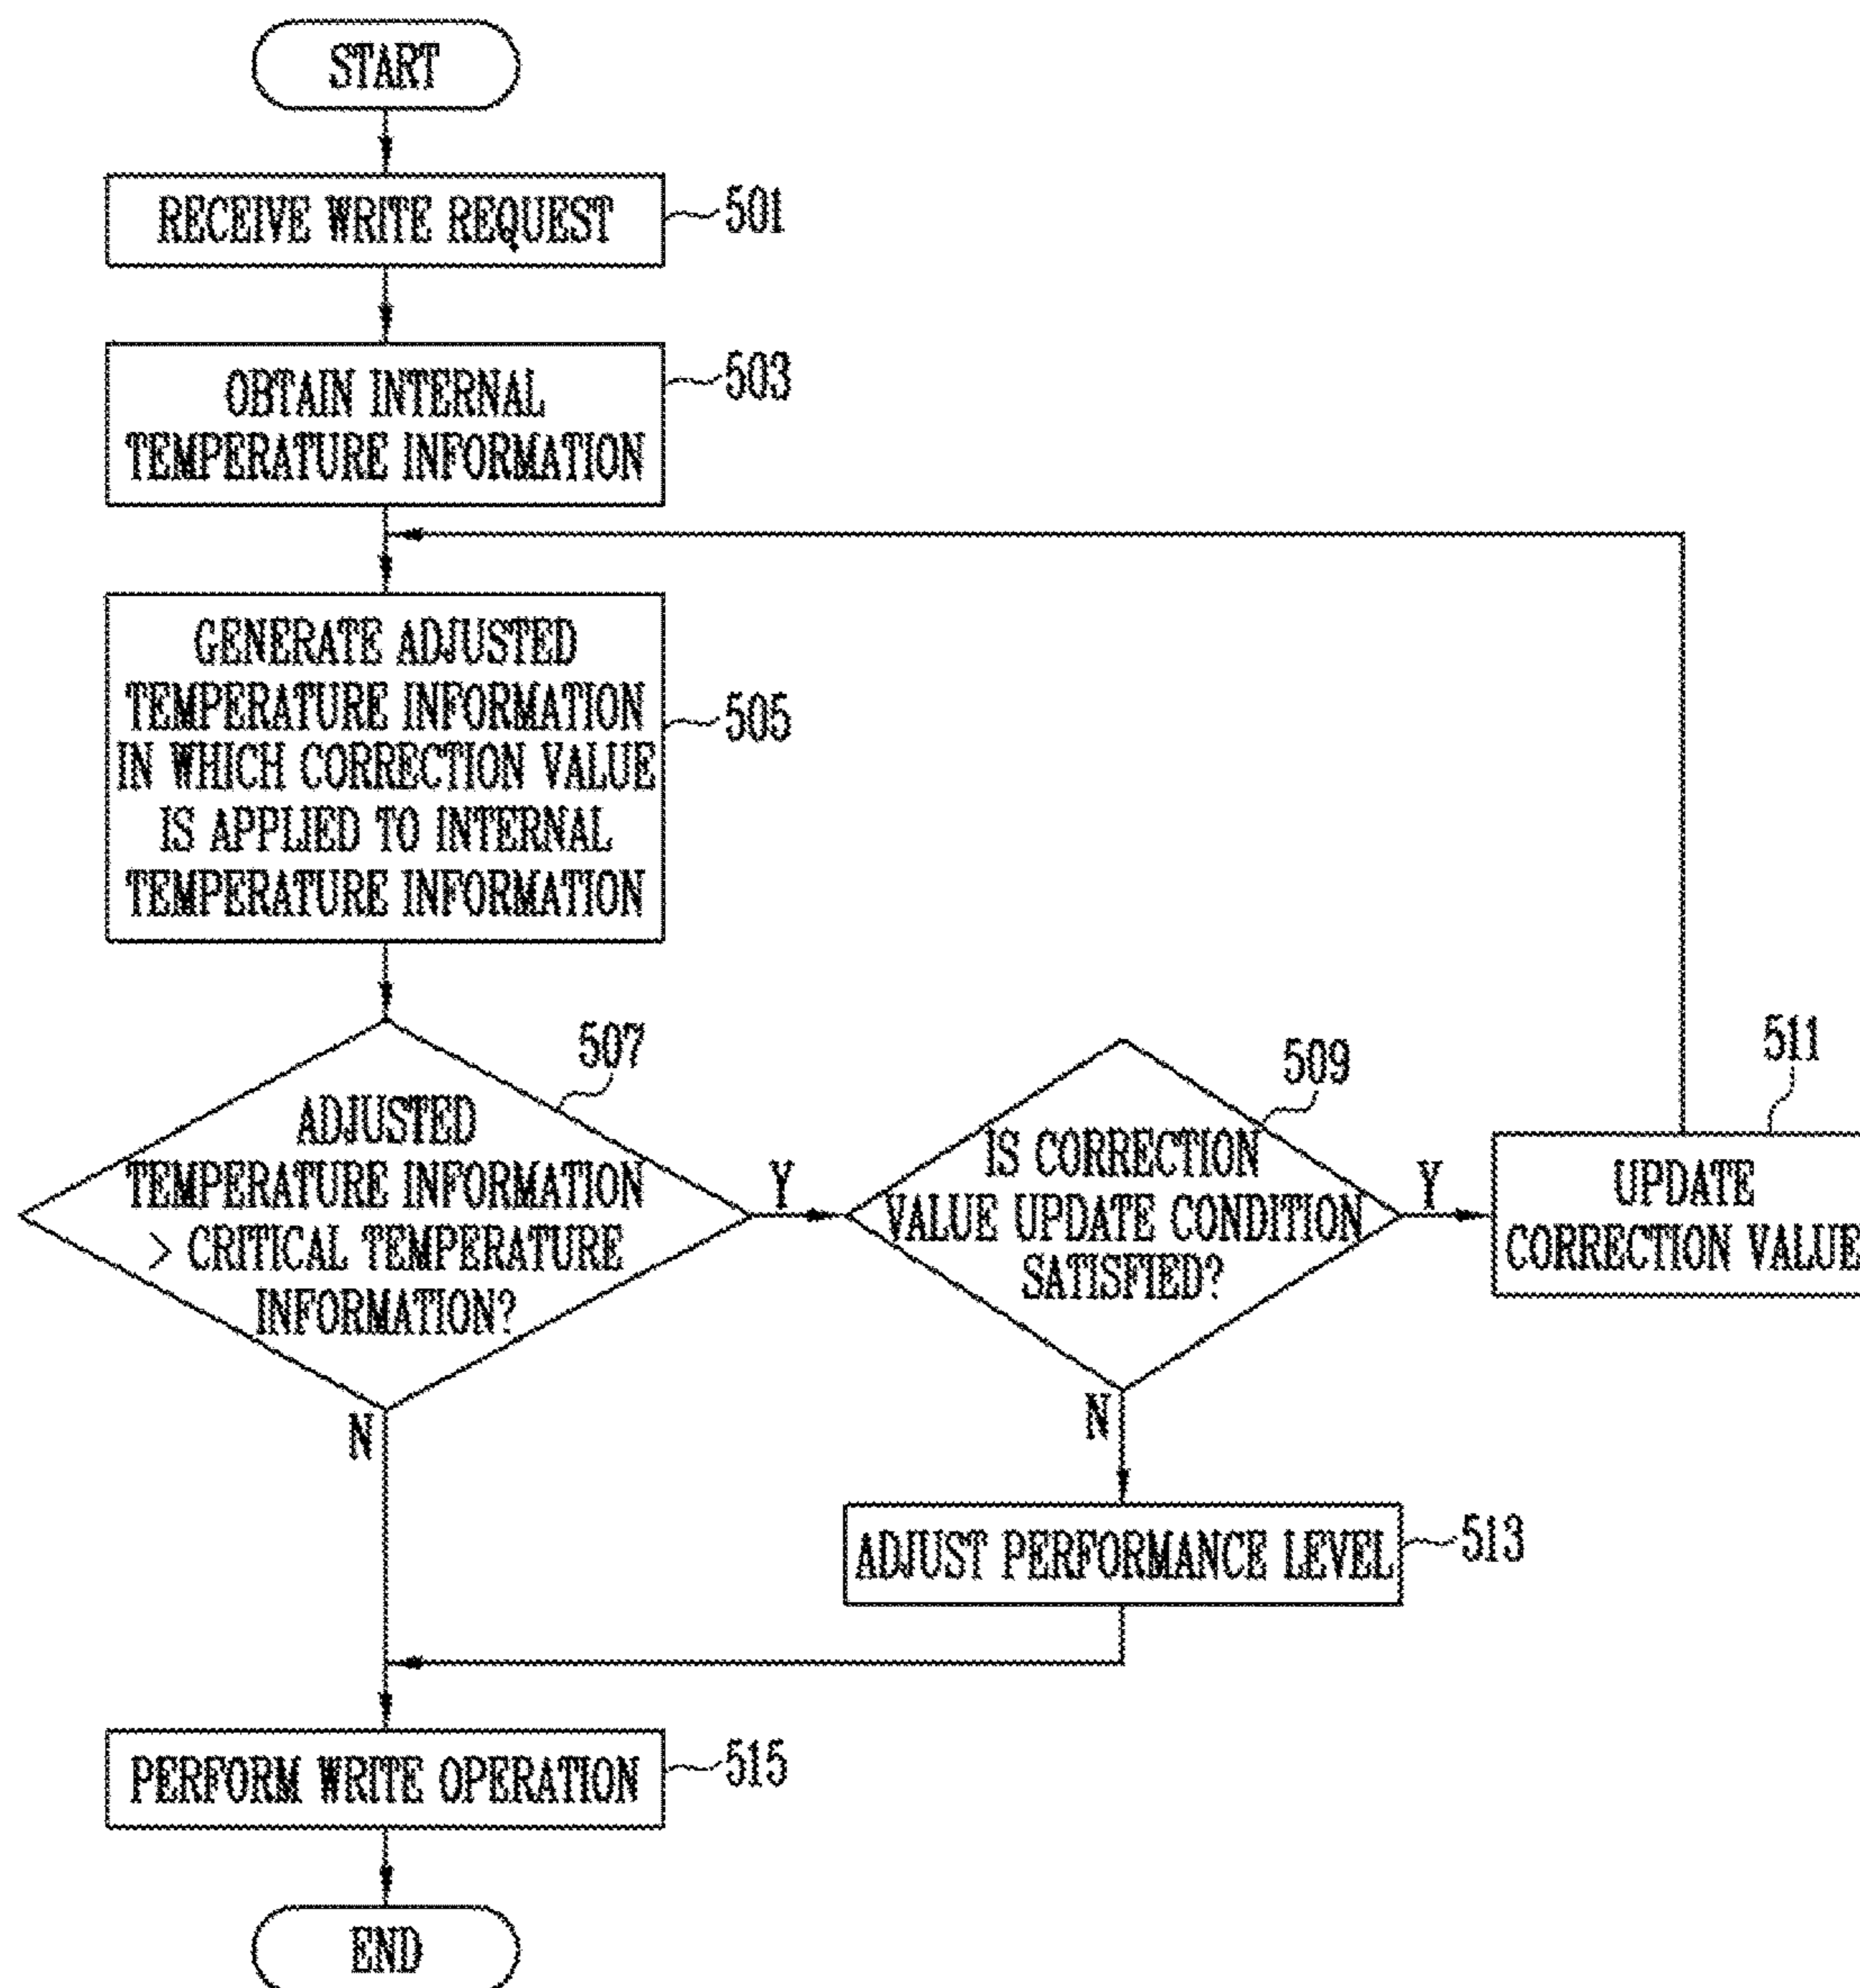 START
RECEIVE WRITE REQUEST
501
OBTAIN INTERNAL
TEMPERATURE INFORMATION
503
GENERATE ADJUSTED
TEMPERATURE INFORMATION
IN WHICH CORRECTION VALUE
IS APPLIED TO INTERNAL
TEMPERATURE INFORMATION
505
507
ADJUSTED
TEMPERATURE INFORMATION
> CRITICAL TEMPERATURE
INFORMATION?
Y
N
509
IS CORRECTION
VALUE UPDATE CONDITION
SATISFIED?
Y
N
511
UPDATE
CORRECTION VALUE
ADJUST PERFORMANCE LEVEL
513
PERFORM WRITE OPERATION
515
END